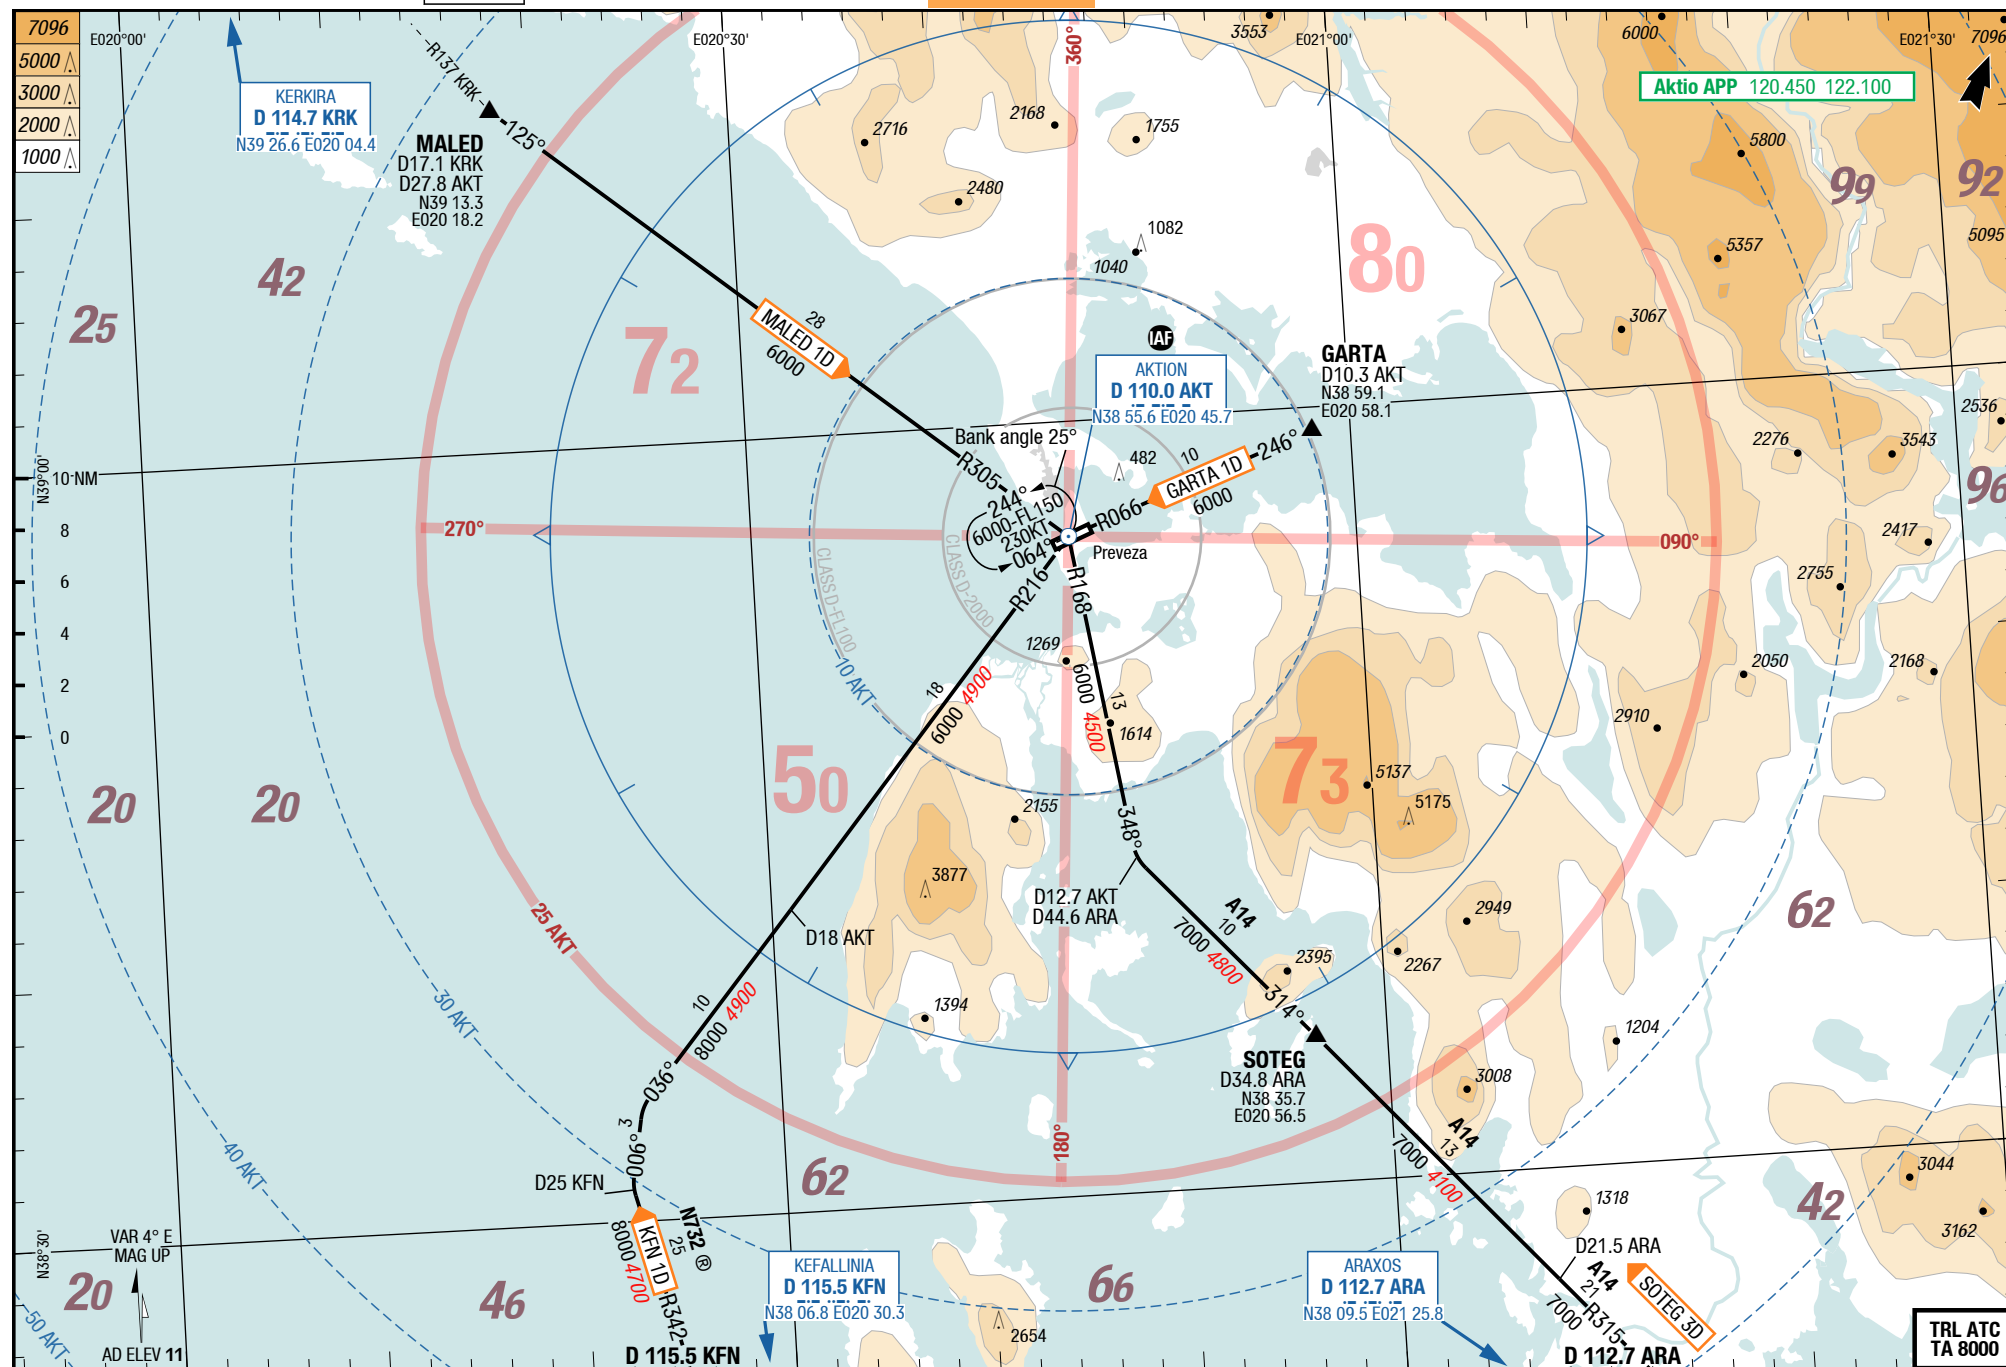 7096
5000
3000
2000
1000
E020°00'
E020°30'
E021°00'
E021°30'
7096
R137 KRK
KERKIRA
D 114.7 KRK
N39 26.6 E020 04.4
MALED
D17.1 KRK
D27.8 AKT
N39 13.3
E020 18.2
125°
360°
3553
6000
Aktio APP 120.450 122.100
2716
2168
1755
2480
1082
1040
5800
5357
5095
3067
99
92
80
42
25
72
MALED 1D
28
6000
IAF
AKTION
D 110.0 AKT
N38 55.6 E020 45.7
GARTA
D10.3 AKT
N38 59.1
E020 58.1
Bank angle 25°
482
10
GARTA 1D
246°
6000
R066
R305
244°
6000-FL150
230KT
064°
R216
R168
Preveza
270°
090°
CLASS D-FL100
CLASS D-2000
10 AKT
2536
2276
3543
96
2417
2755
2050
2168
2910
N39°00'
10 NM
8
6
4
2
0
1269
18
6000 4900
6000 4500
13
1614
50
73
5137
5175
2155
348°
3877
D12.7 AKT
D44.6 ARA
D18 AKT
A14
10
7000 4800
2395
2949
2267
62
20
20
25 AKT
30 AKT
40 AKT
50 AKT
10
8000 4900
1394
314°
1204
SOTEG
D34.8 ARA
N38 35.7
E020 56.5
3008
036°
3
006°
180°
D25 KFN
62
A14
13
7000 4100
3044
3162
42
1318
N38°30'
VAR 4° E
MAG UP
20
AD ELEV 11
46
KFN 1D
N732 ®
25
8000 4700
R342
D 115.5 KFN
KEFALLINIA
D 115.5 KFN
N38 06.8 E020 30.3
2654
66
ARAXOS
D 112.7 ARA
N38 09.5 E021 25.8
D21.5 ARA
A14
21
7000
R315
SOTEG 3D
D 112.7 ARA
TRL ATC
TA 8000